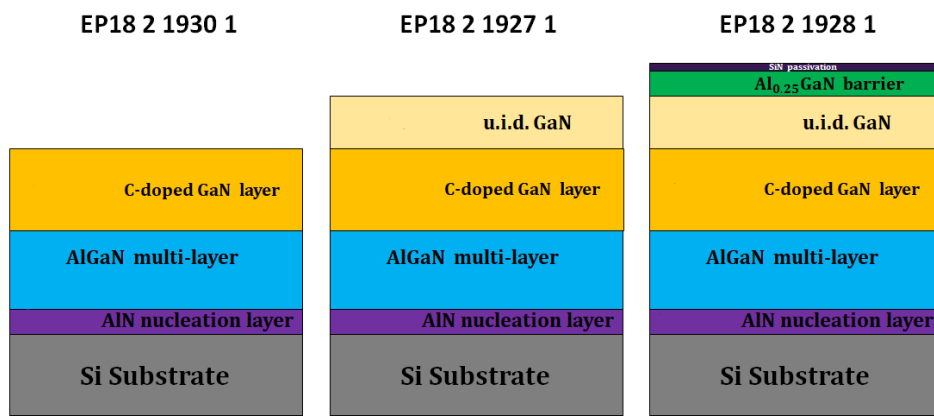 EP18 2 1930 1
C-doped GaN layer
AlGaN multi-layer
AlN nucleation layer
Si Substrate
EP18 2 1927 1
u.i.d. GaN
C-doped GaN layer
AlGaN multi-layer
AlN nucleation layer
Si Substrate
EP18 2 1928 1
SiN passivation
Al₀.₂₅GaN barrier
u.i.d. GaN
C-doped GaN layer
AlGaN multi-layer
AlN nucleation layer
Si Substrate